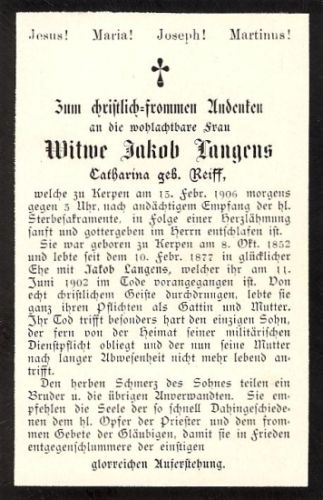 Jesus! Maria! Joseph! Martinus!
Zum christlich-frommen Andenken
an die wohlachtbare Frau
Witwe Jakob Langens
Catharina geb. Reiff,
welche zu Kerpen am 15. Febr. 1906 morgens
gegen 5 Uhr, nach andächtigem Empfang der hl.
Sterbesakramente, in Folge einer Herzlähmung
sanft und gottergeben im Herrn entschlafen ist.
Sie war geboren zu Kerpen am 8. Okt. 1852
und lebte seit dem 10. Febr. 1877 in glücklicher
Ehe mit Jakob Langens, welcher ihr am 11.
Juni 1902 im Tode vorangegangen ist. Von
echt christlichem Geiste durchdrungen, lebte sie
ganz ihren Pflichten als Gattin und Mutter.
Ihr Tod trifft besonders hart den einzigen Sohn,
der fern von der Heimat seiner militärischen
Dienstpflicht obliegt und der nun seine Mutter
nach langer Abwesenheit nicht mehr lebend an-
trifft.
Den herben Schmerz des Sohnes teilen ein
Bruder u. die übrigen Anverwandten. Sie em-
pfehlen die Seele der so schnell Dahingeschiede-
nen dem hl. Opfer der Priester und dem from-
men Gebete der Gläubigen, damit sie in Frieden
entgegenschlummere der einstigen
glorreichen Auferstehung.